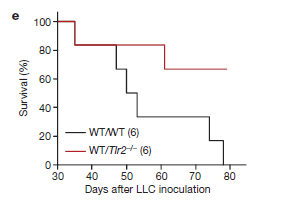 e
Survival (%)
100
80
60
40
20
0
WT/WT (6)
WT/Tlr2-/- (6)
30 40 50 60 70 80
Days after LLC inoculation